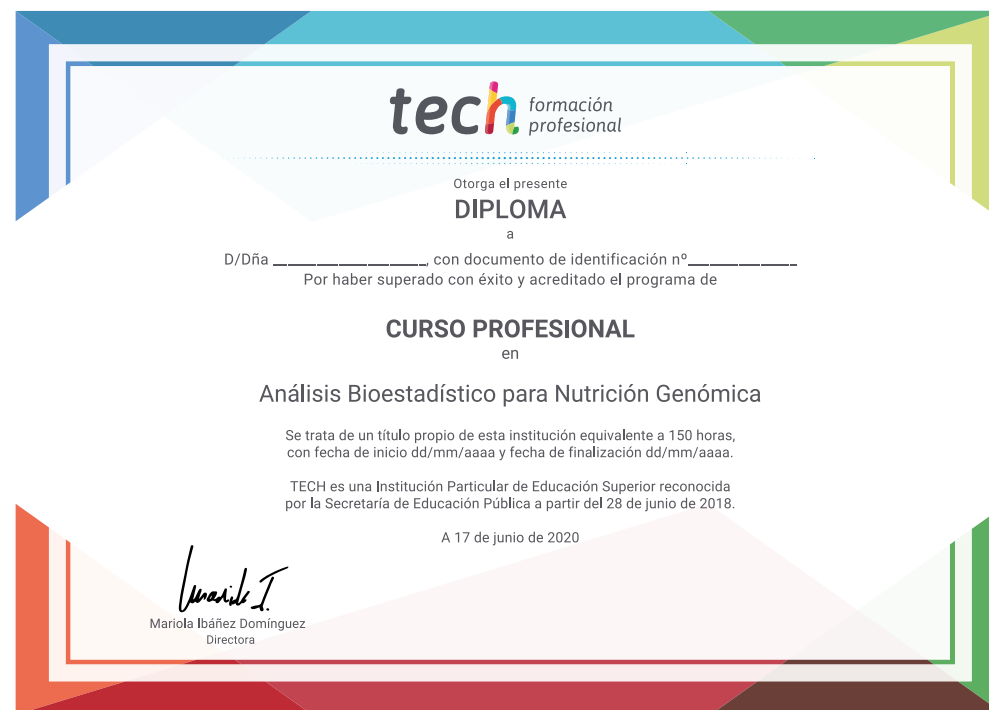 tech formación
profesional
Otorga el presente
DIPLOMA
a
D/Dña ______________________, con documento de identificación nº________________
Por haber superado con éxito y acreditado el programa de
CURSO PROFESIONAL
en
Análisis Bioestadístico para Nutrición Genómica
Se trata de un título propio de esta institución equivalente a 150 horas,
con fecha de inicio dd/mm/aaaa y fecha de finalización dd/mm/aaaa.
TECH es una Institución Particular de Educación Superior reconocida
por la Secretaría de Educación Pública a partir del 28 de junio de 2018.
A 17 de junio de 2020
Mariola Ibáñez Domínguez
Directora